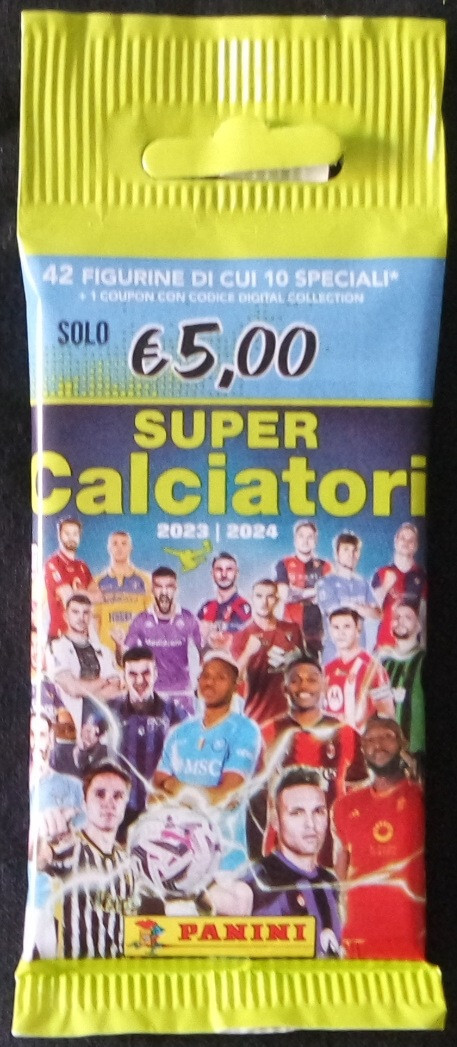 42 FIGURINE DI CUI 10 SPECIALI*
+ 1 COUPON CON CODICE DIGITAL COLLECTION
SOLO €5,00
SUPER
Calciatori
2023 | 2024
MSC
PANINI